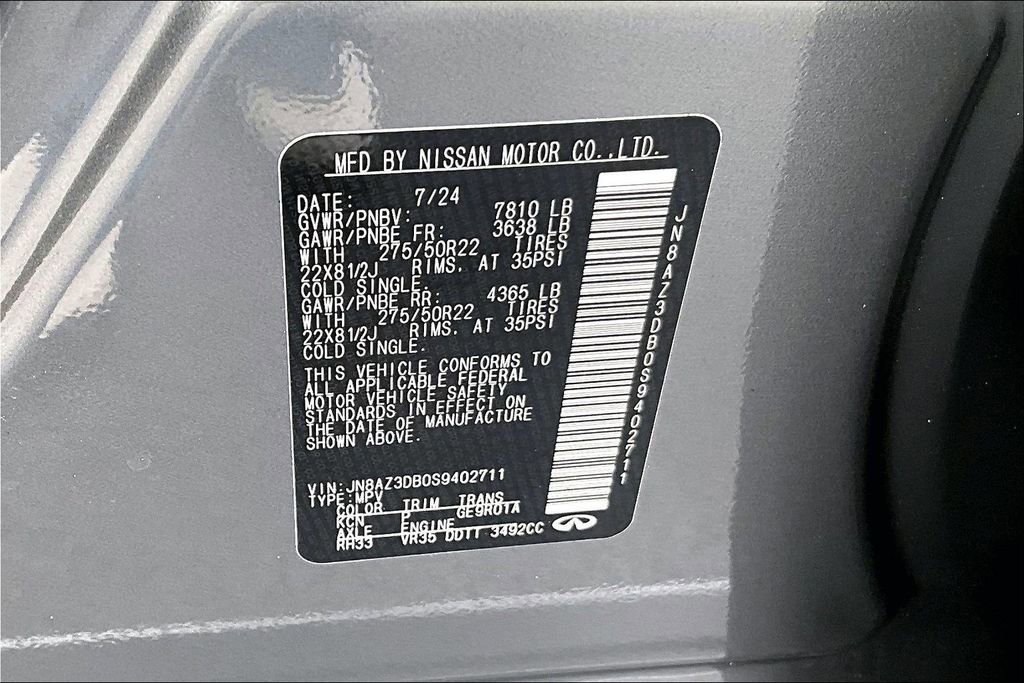 MFD BY NISSAN MOTOR CO.,LTD.
DATE: 7/24
GVWR/PNBV: 7810 LB
GAWR/PNBE FR: 3638 LB
WITH 275/50R22 TIRES
22X81/2J RIMS, AT 35PSI
COLD SINGLE.
GAWR/PNBE RR: 4365 LB
WITH 275/50R22 TIRES
22X81/2J RIMS. AT 35PSI
COLD SINGLE.
THIS VEHICLE CONFORMS TO
ALL APPLICABLE FEDERAL
MOTOR VEHICLE SAFETY
STANDARDS IN EFFECT ON
THE DATE OF MANUFACTURE
SHOWN ABOVE.
VIN:JN8AZ3DB0S9402711
TYPE:MPV
COLOR TRIM TRANS
KCN P GE9R01A
AXLE ENGINE
RH33 VR35 DDTT 3492CC
JN8AZ3DB0S9402711